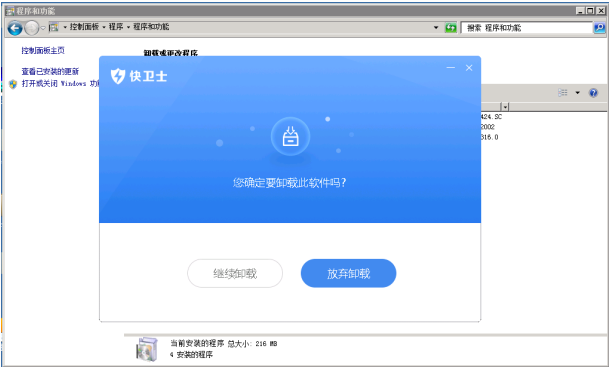 程序和功能
控制面板 程序 程序和功能
搜索 程序和功能
控制面板主页
卸载或更改程序
查看已安装的更新
打开或关闭 Windows 功
快卫士
424.SC
2002
316.0
您确定要卸载此软件吗?
继续卸载
放弃卸载
当前安装的程序 总大小: 216 MB
4 安装的程序